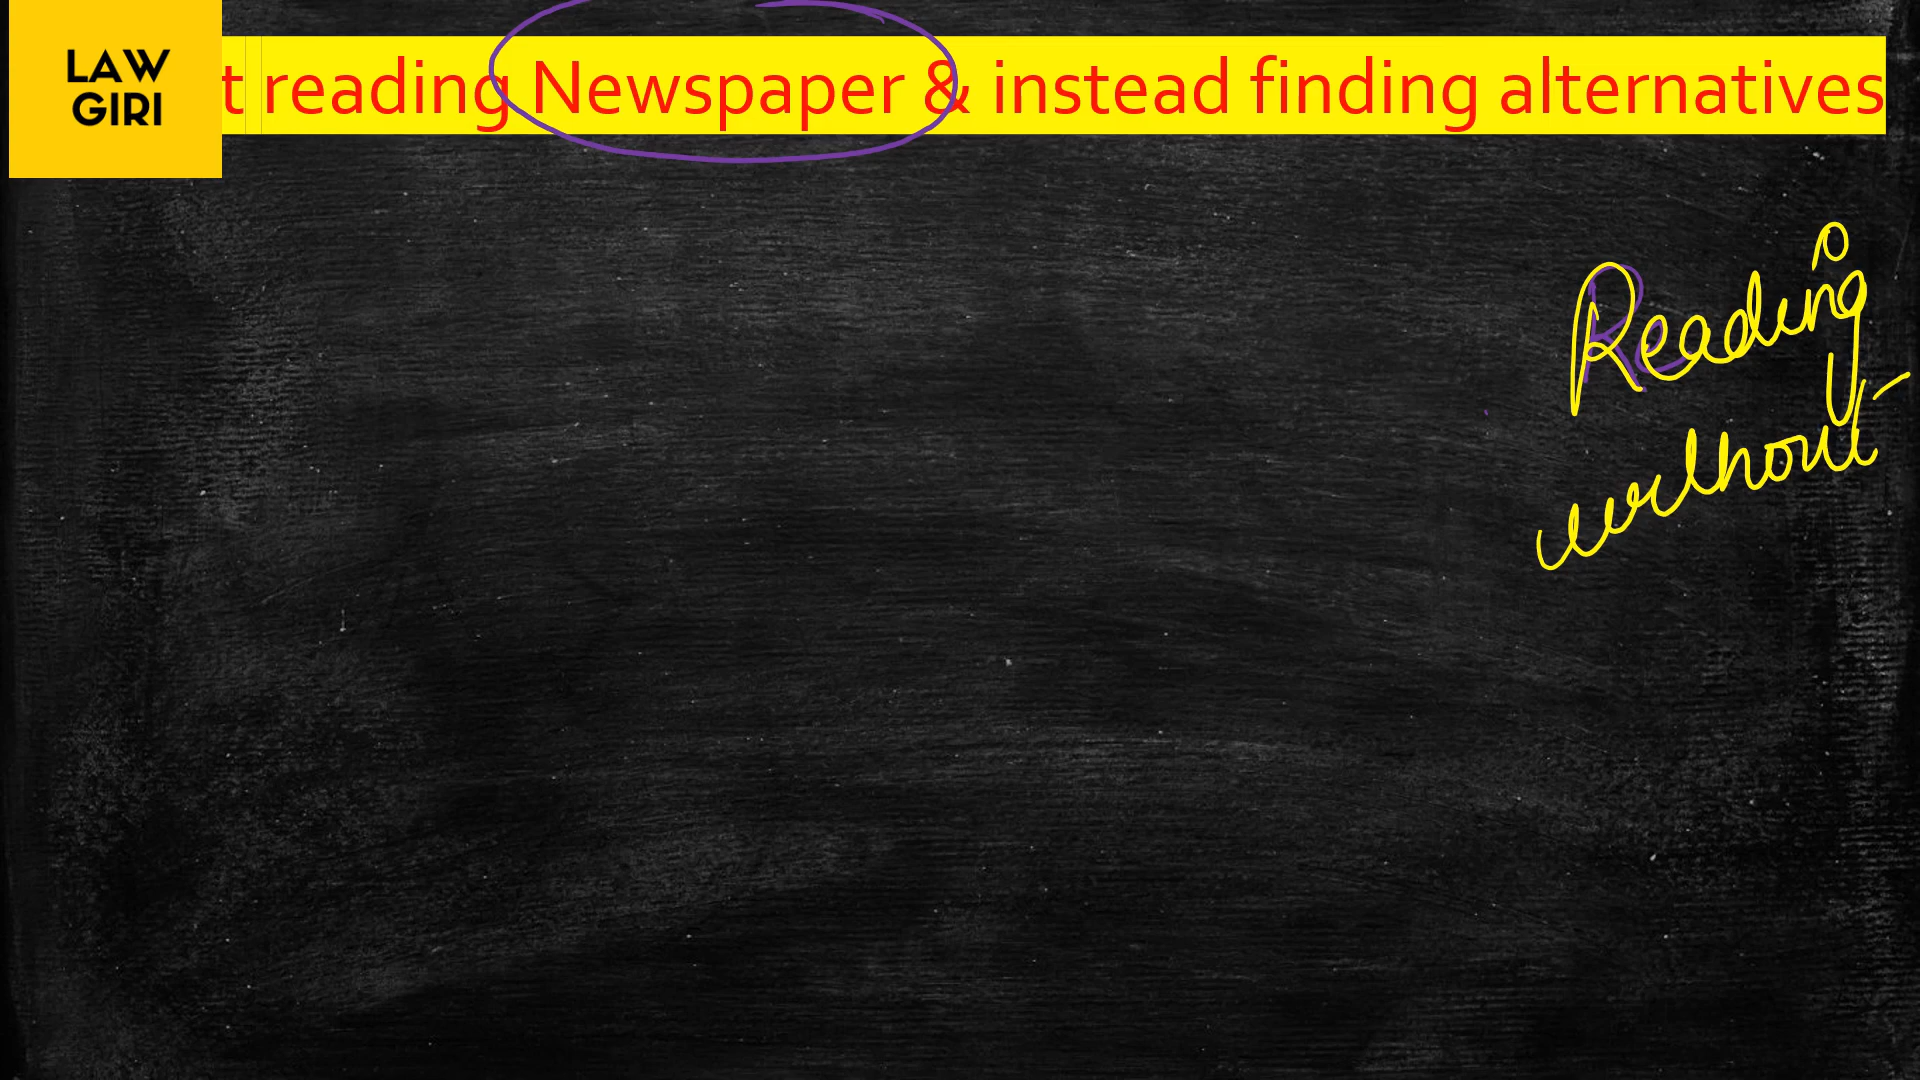 LAW
GIRI
t reading Newspaper & instead finding alternatives
Reading
without